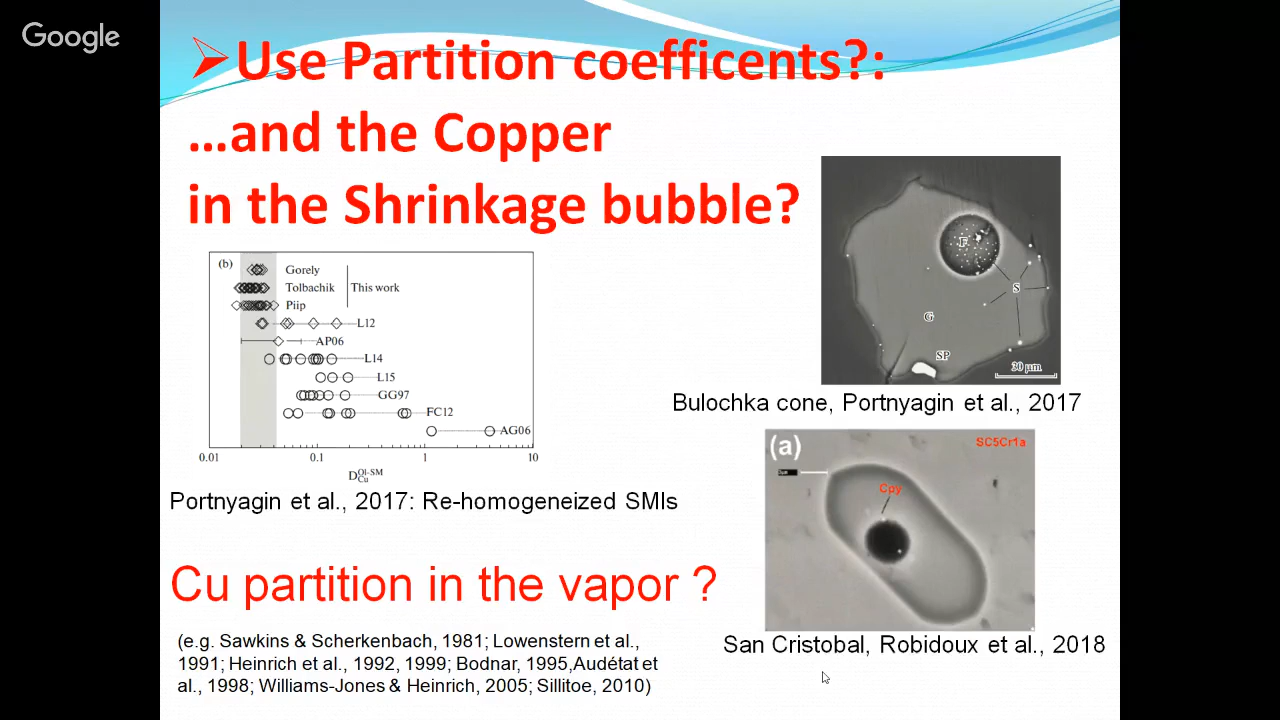 Google
Use Partition coefficents?:
...and the Copper
in the Shrinkage bubble?
(b)
Gorely
Tolbachik
This work
Piip
L12
AP06
L14
L15
GG97
FC12
AG06
0.01 0.1 1 10
D Ol-SM Cu
Portnyagin et al., 2017: Re-homogeneized SMIs
F
S
G
SP
30 μm
Bulochka cone, Portnyagin et al., 2017
(a)
SC5Cr1a
Cpy
San Cristobal, Robidoux et al., 2018
Cu partition in the vapor ?
(e.g. Sawkins & Scherkenbach, 1981; Lowenstern et al.,
1991; Heinrich et al., 1992, 1999; Bodnar, 1995,Audétat et
al., 1998; Williams-Jones & Heinrich, 2005; Sillitoe, 2010)